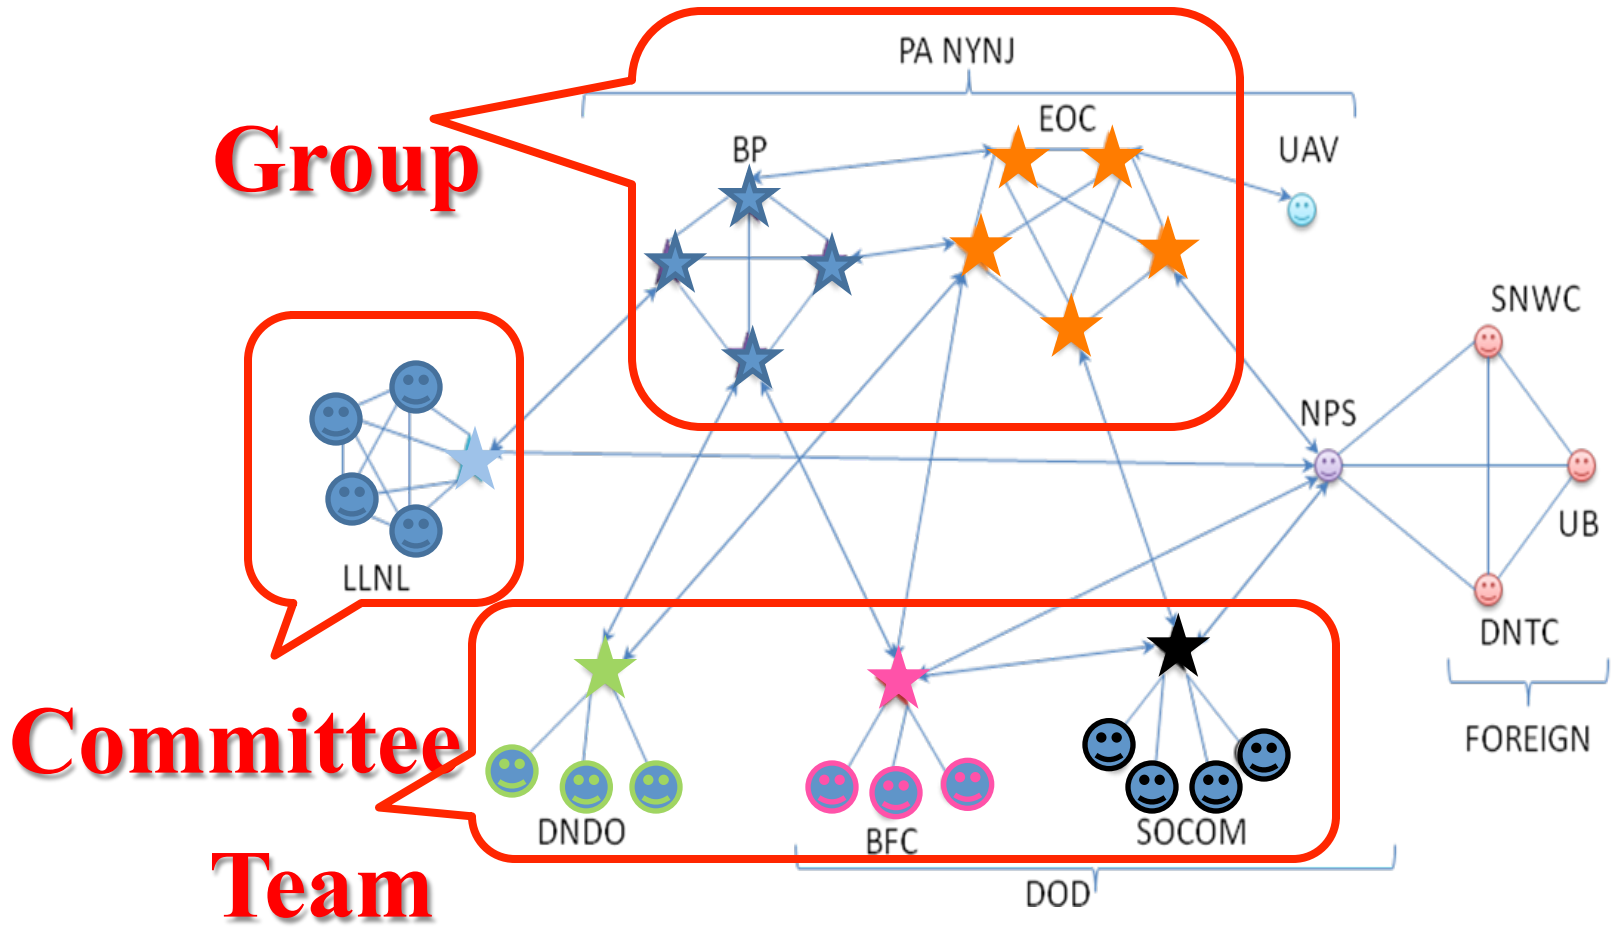 PA NYNJ
EOC
BP
UAV
Group
SNWC
NPS
UB
LLNL
DNTC
Committee
FOREIGN
DNDO
BFC
SOCOM
Team
DOD